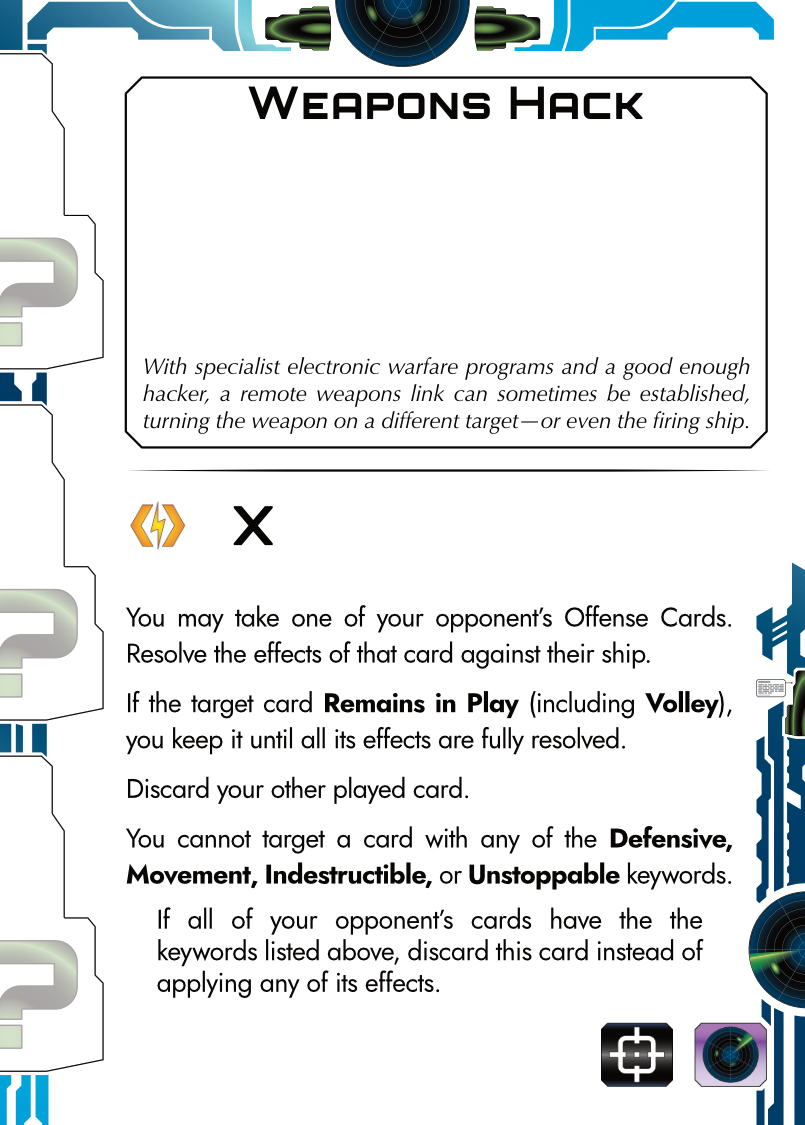 Weapons Hack
With specialist electronic warfare programs and a good enough
hacker, a remote weapons link can sometimes be established,
turning the weapon on a different target—or even the firing ship.
X
You may take one of your opponent's Offense Cards.
Resolve the effects of that card against their ship.
If the target card Remains in Play (including Volley),
you keep it until all its effects are fully resolved.
Discard your other played card.
You cannot target a card with any of the Defensive,
Movement, Indestructible, or Unstoppable keywords.
If all of your opponent's cards have the the
keywords listed above, discard this card instead of
applying any of its effects.
?
?
?